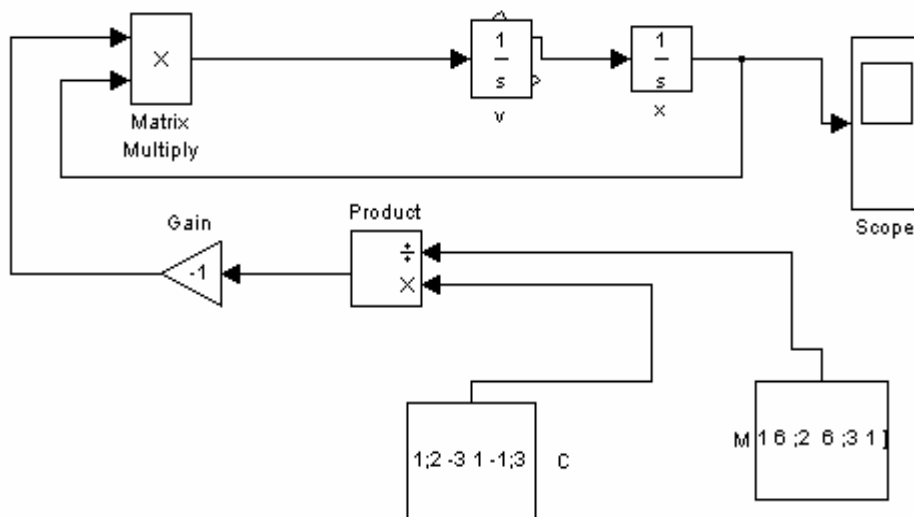 ×
Matrix
Multiply
1
s
v
1
s
x
Scope
Gain
-1
Product
÷
×
1;2 -3 1 -1;3
C
M
1 6 ;2 6 ;3 1 ]